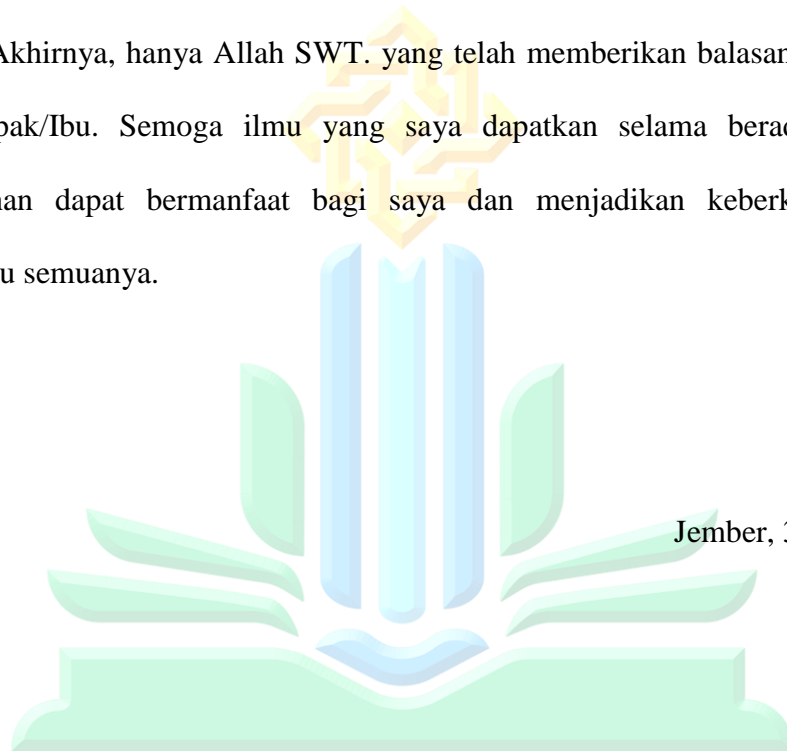 Akhirnya, hanya Allah SWT. yang telah memberikan balasan
pak/Ibu. Semoga ilmu yang saya dapatkan selama berad
nan dapat bermanfaat bagi saya dan menjadikan keberk
u semuanya.
Jember, 3